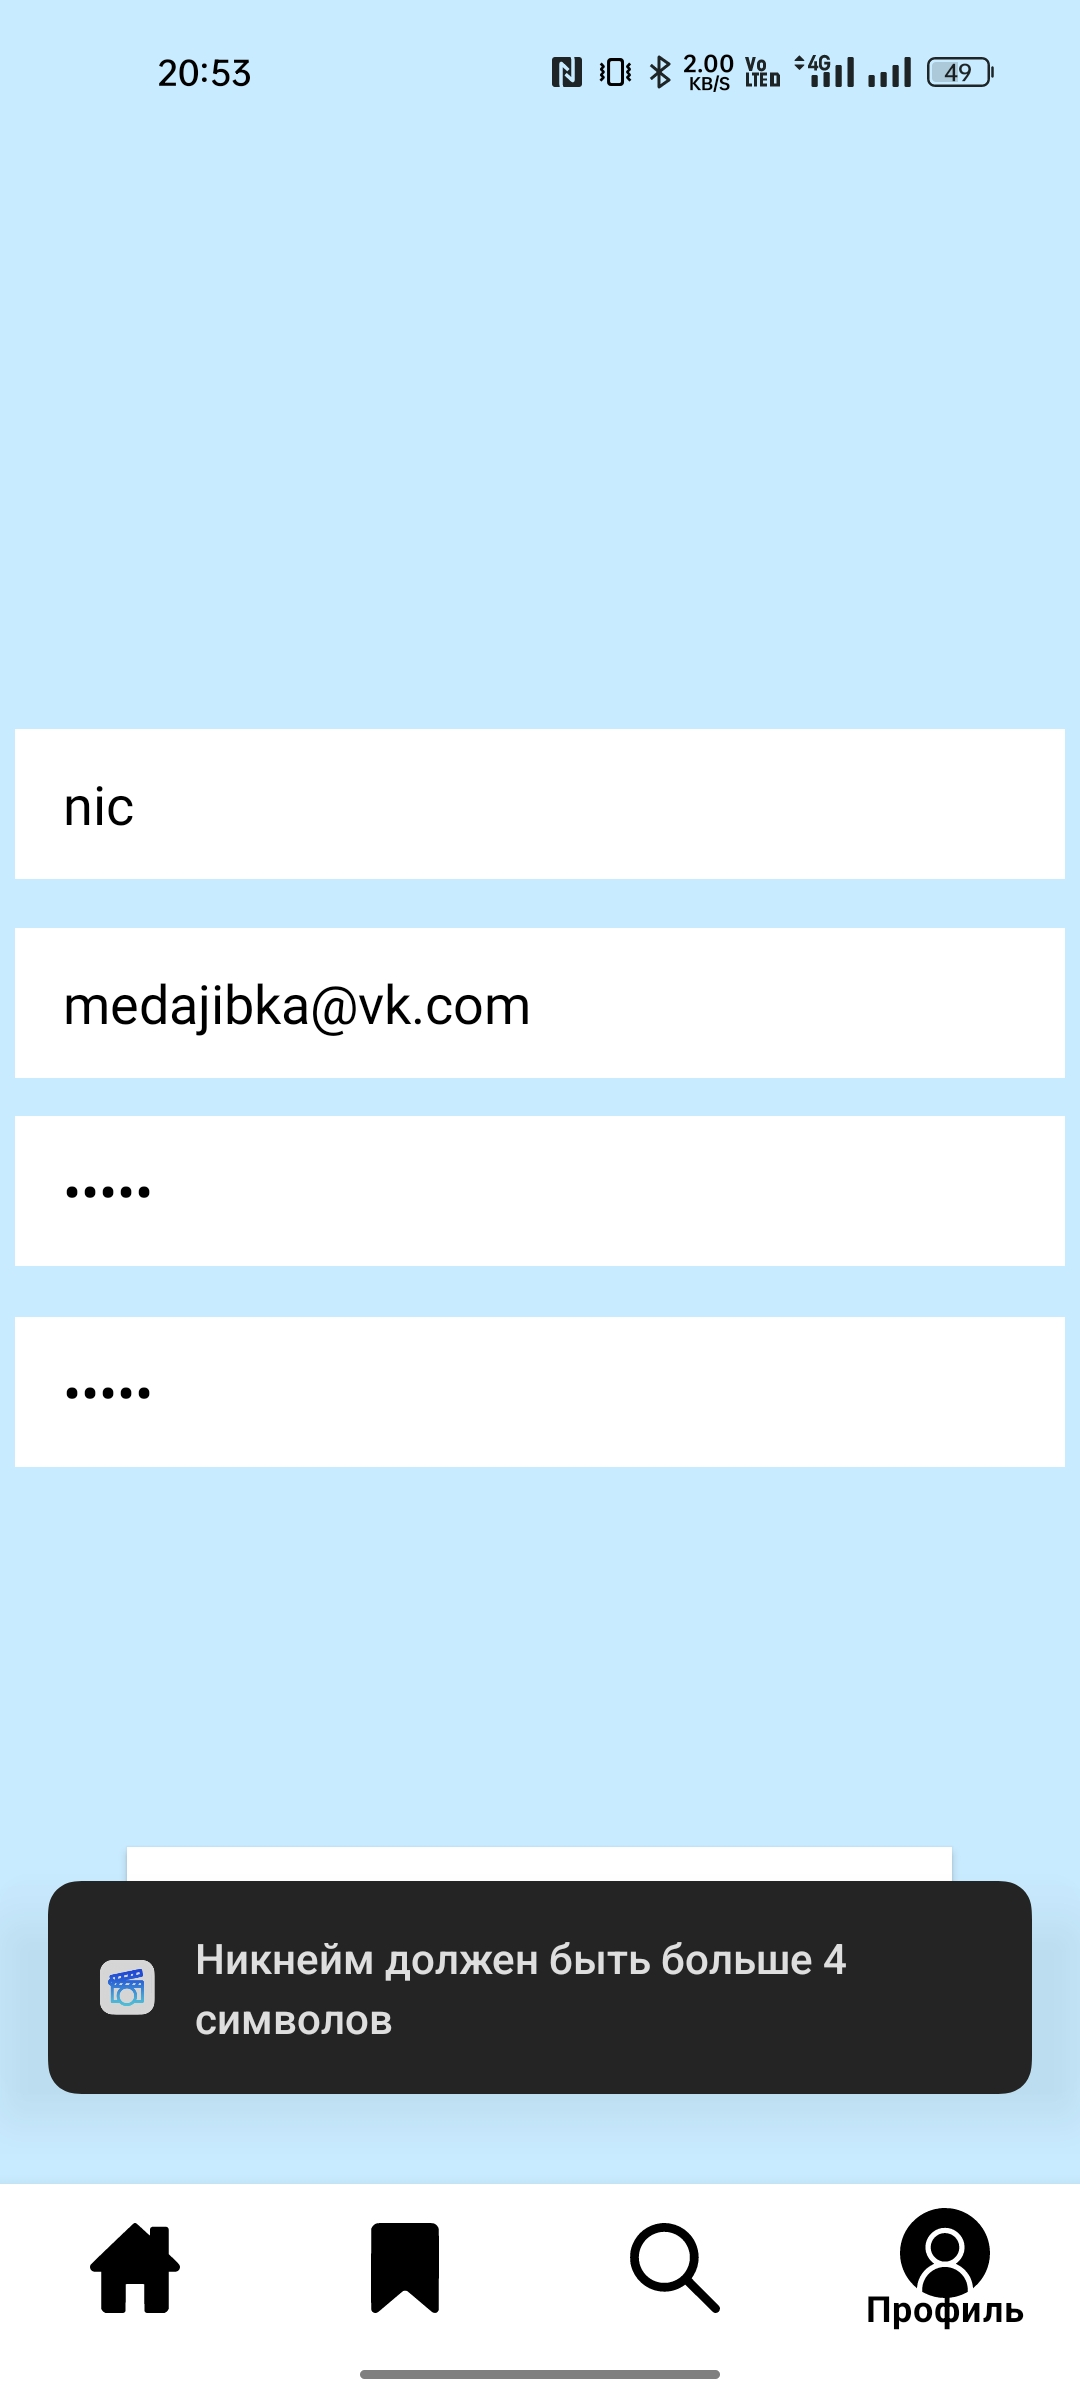 20:53
2.00
KB/S
Vo
LTE
4G
49
nic
medajibka@vk.com
•••••
•••••
Никнейм должен быть больше 4
символов
Профиль